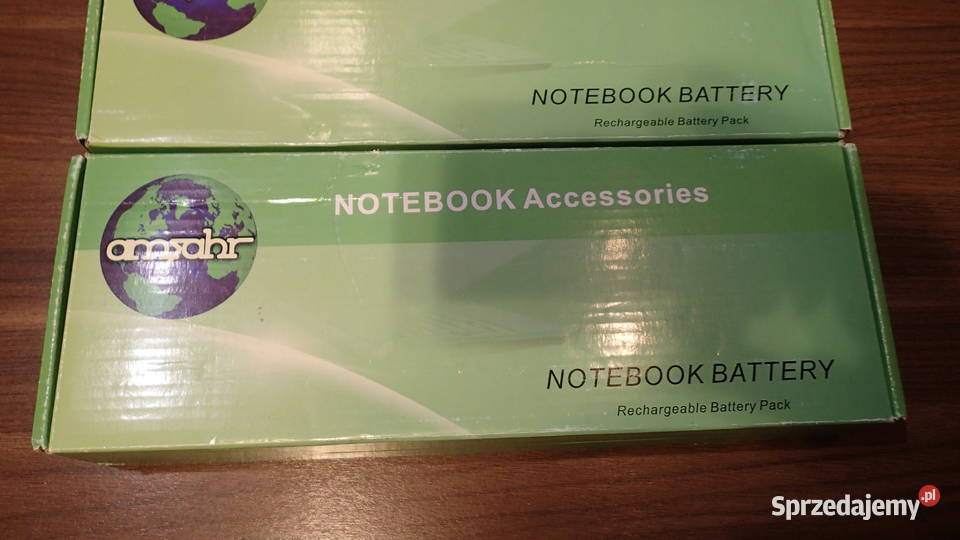 NOTEBOOK BATTERY
Rechargeable Battery Pack
NOTEBOOK Accessories
amsahr
NOTEBOOK BATTERY
Rechargeable Battery Pack
Sprzedajemy.pl